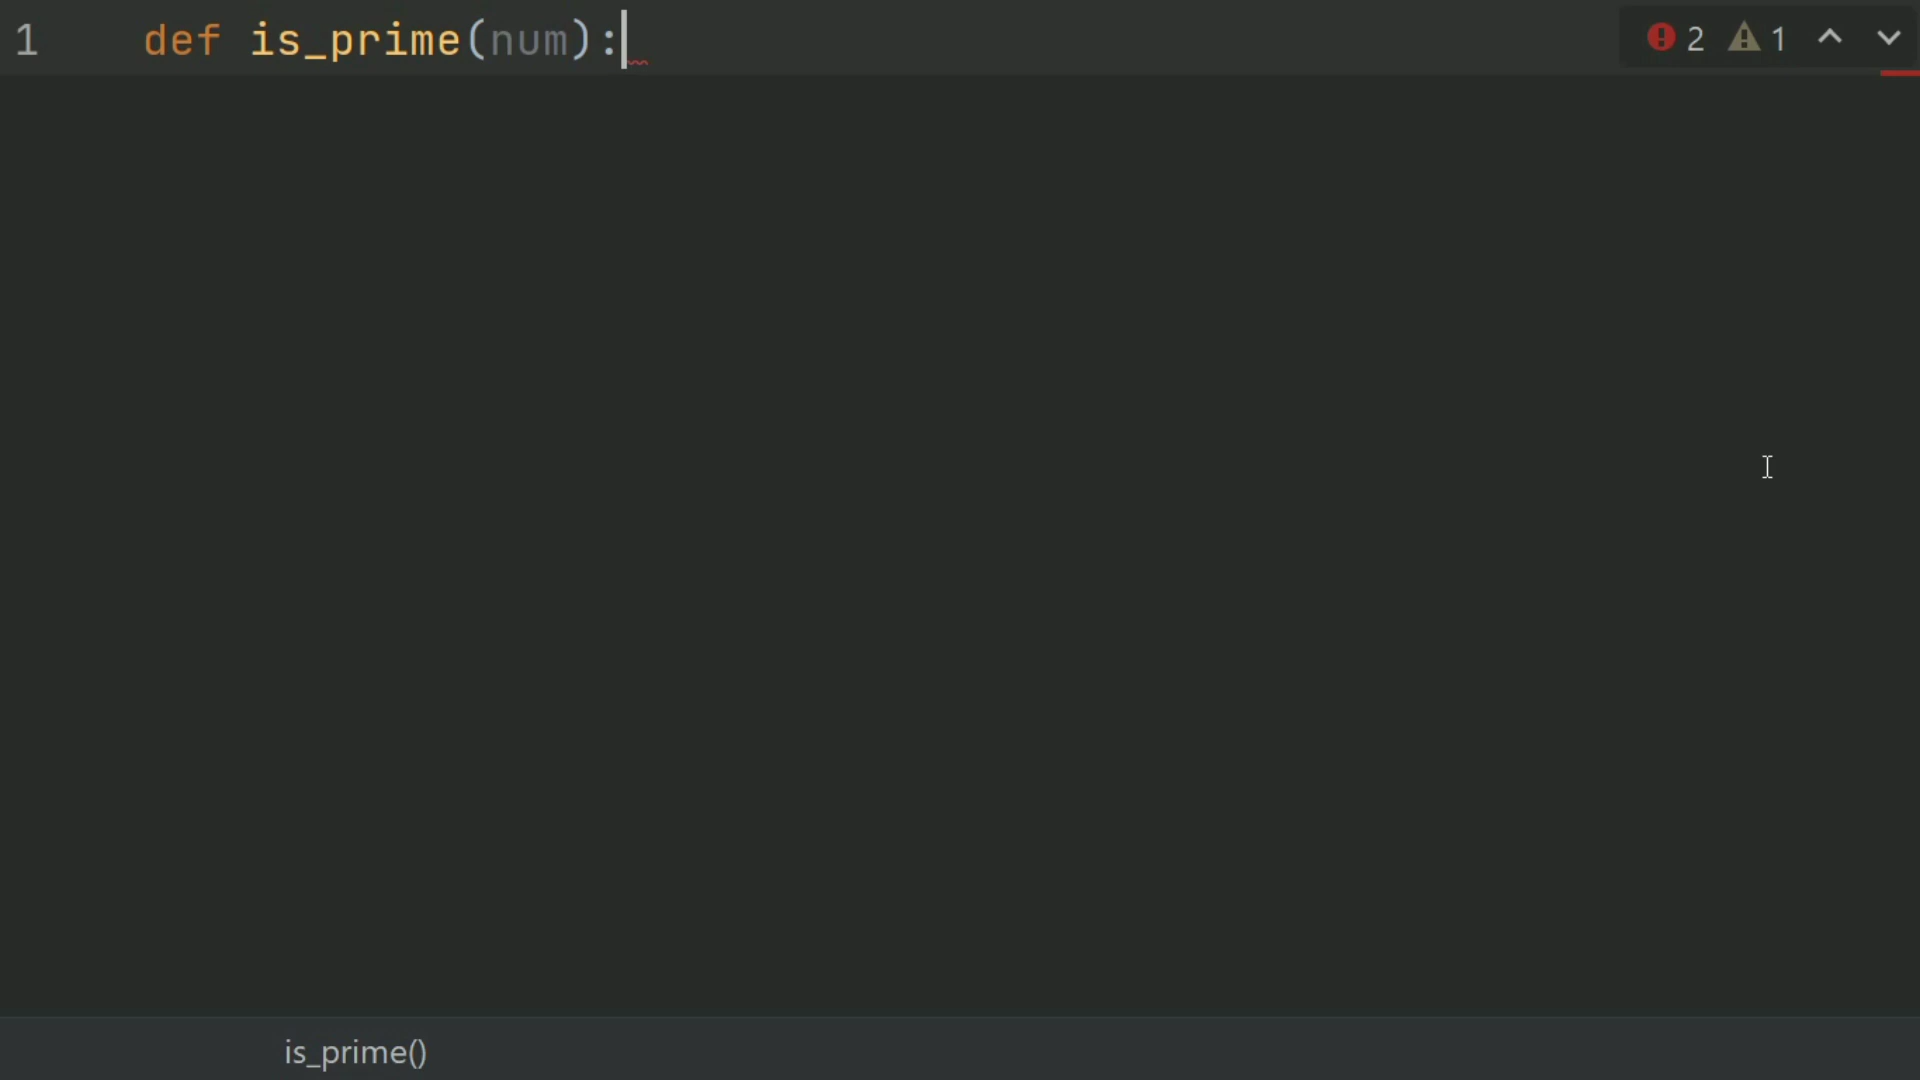 1 def is_prime(num):
2 1
is_prime()